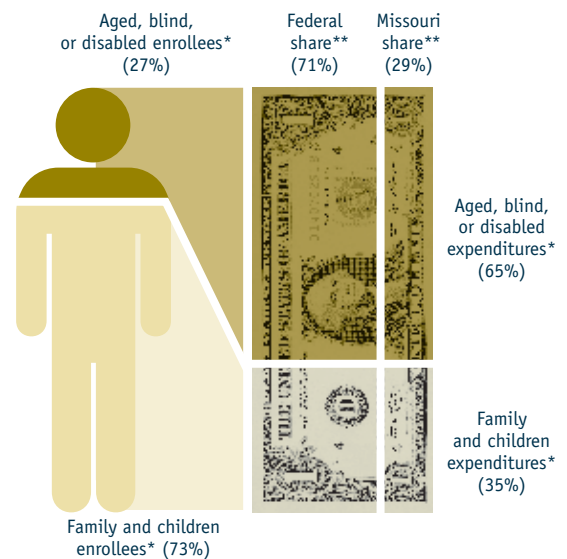 Aged, blind,
or disabled enrollees*
(27%)
Federal
share**
(71%)
Missouri
share**
(29%)
Aged, blind,
or disabled
expenditures*
(65%)
Family
and children
expenditures*
(35%)
Family and children
enrollees* (73%)